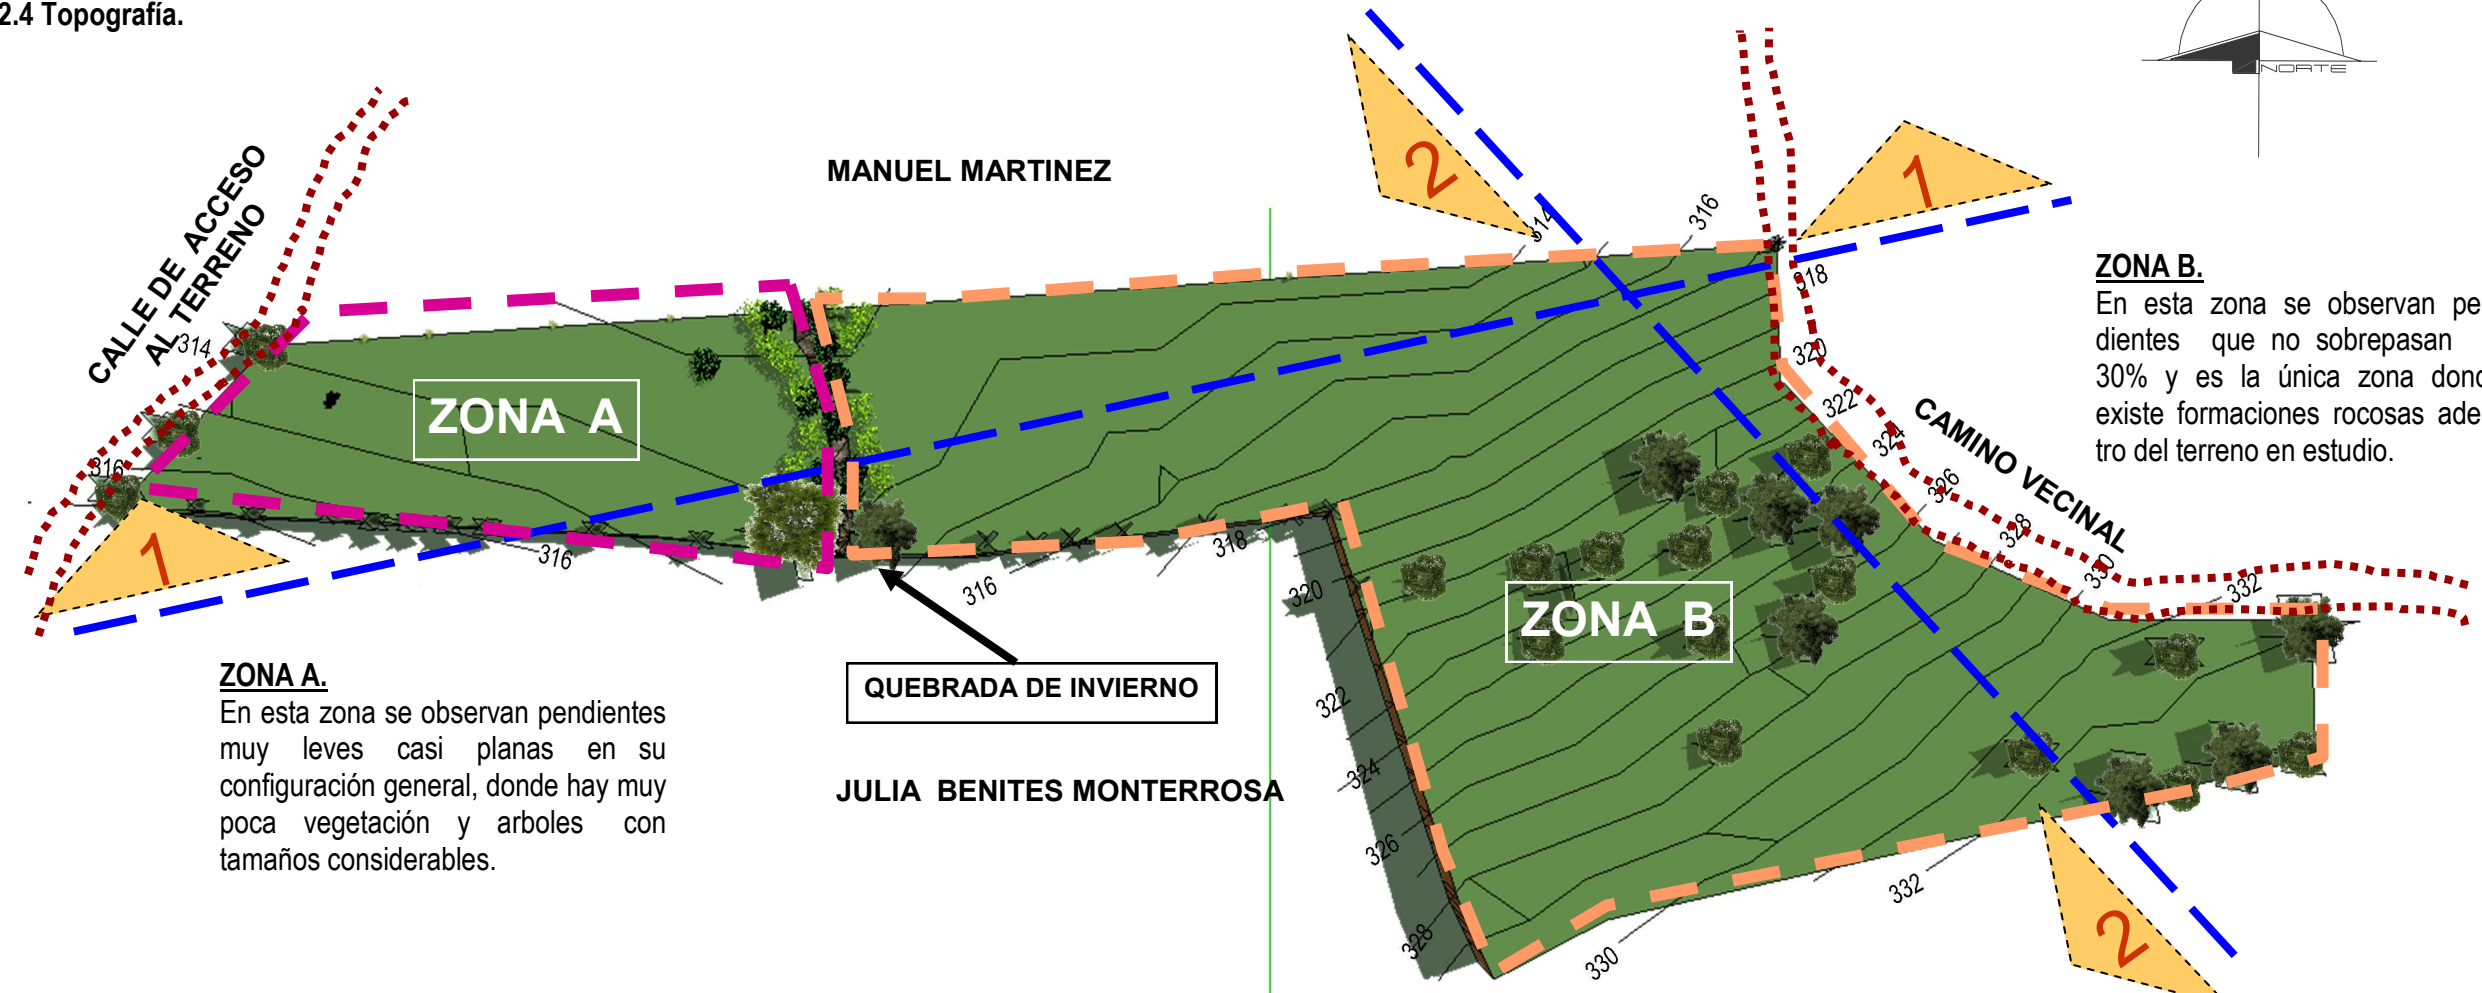 2.4 Topografía.
NORTE
MANUEL MARTINEZ
CALLE DE ACCESO
AL TERRENO
2
1
314
316
318
320
322
324
326
328
330
332
CAMINO VECINAL
ZONA B.
En esta zona se observan pe
dientes que no sobrepasan
30% y es la única zona don
existe formaciones rocosas ade
tro del terreno en estudio.
314
316
ZONA A
ZONA B
1
316
316
318
320
322
324
326
328
330
332
2
QUEBRADA DE INVIERNO
JULIA BENITES MONTERROSA
ZONA A.
En esta zona se observan pendientes
muy leves casi planas en su
configuración general, donde hay muy
poca vegetación y arboles con
tamaños considerables.